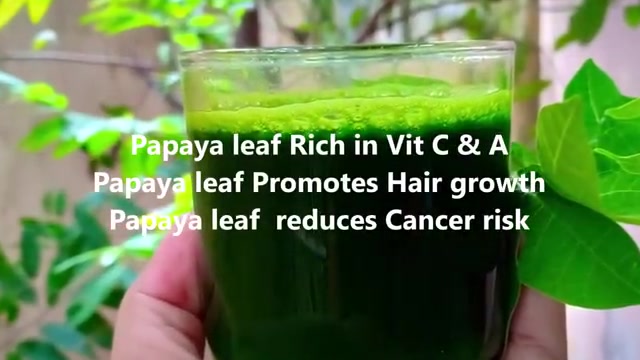 Papaya leaf Rich in Vit C & A
Papaya leaf Promotes Hair growth
Papaya leaf  reduces Cancer risk